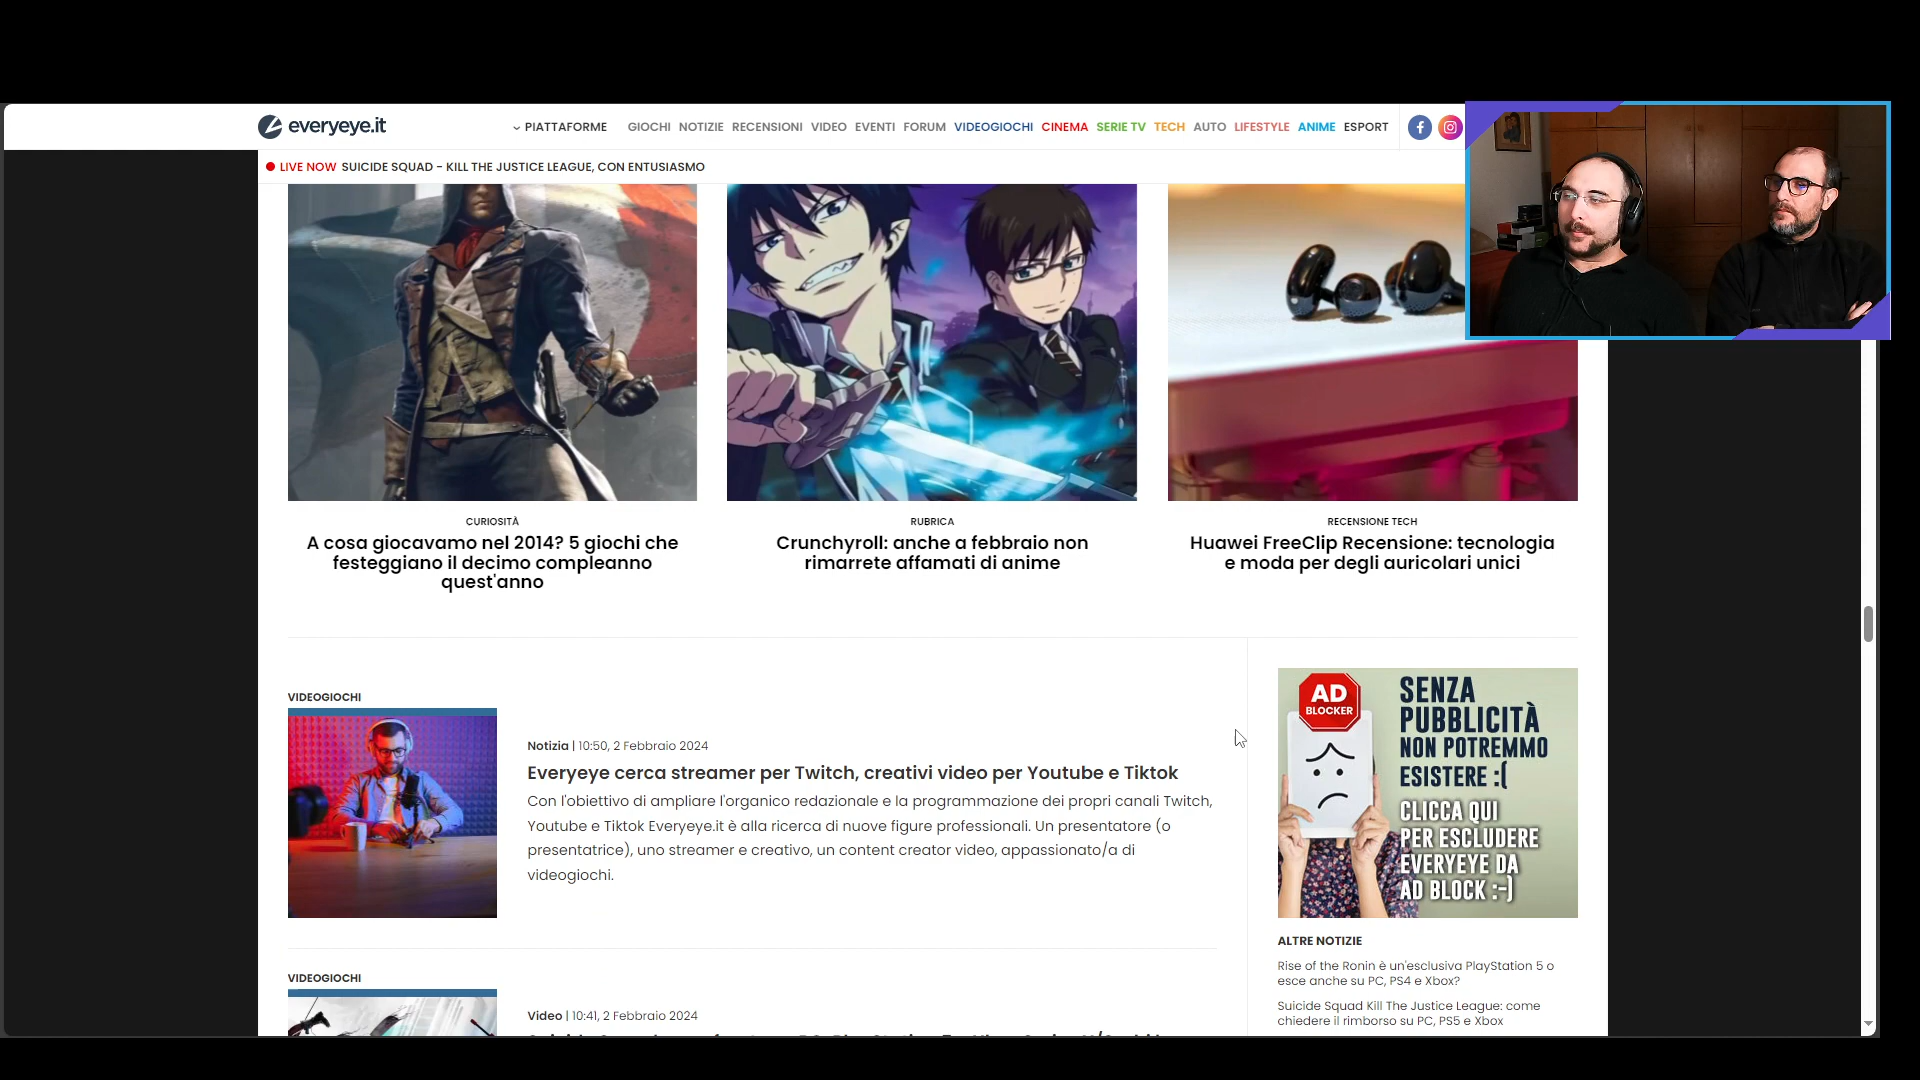 everyeye.it
PIATTAFORME GIOCHI NOTIZIE RECENSIONI VIDEO EVENTI FORUM VIDEOGIOCHI CINEMA SERIE TV TECH AUTO LIFESTYLE ANIME ESPORT
LIVE NOW SUICIDE SQUAD - KILL THE JUSTICE LEAGUE, CON ENTUSIASMO
CURIOSITÀ
A cosa giocavamo nel 2014? 5 giochi che
festeggiano il decimo compleanno
quest'anno
RUBRICA
Crunchyroll: anche a febbraio non
rimarrete affamati di anime
RECENSIONE TECH
Huawei FreeClip Recensione: tecnologia
e moda per degli auricolari unici
VIDEOGIOCHI
Notizia | 10:50, 2 Febbraio 2024
Everyeye cerca streamer per Twitch, creativi video per Youtube e Tiktok
Con l'obiettivo di ampliare l'organico redazionale e la programmazione dei propri canali Twitch,
Youtube e Tiktok Everyeye.it è alla ricerca di nuove figure professionali. Un presentatore (o
presentatrice), uno streamer e creativo, un content creator video, appassionato/a di
videogiochi.
VIDEOGIOCHI
Video | 10:41, 2 Febbraio 2024
AD
BLOCKER
SENZA
PUBBLICITÀ
NON POTREMMO
ESISTERE :(
CLICCA QUI
PER ESCLUDERE
EVERYEYE DA
AD BLOCK :-)
ALTRE NOTIZIE
Rise of the Ronin è un'esclusiva PlayStation 5 o
esce anche su PC, PS4 e Xbox?
Suicide Squad Kill The Justice League: come
chiedere il rimborso su PC, PS5 e Xbox